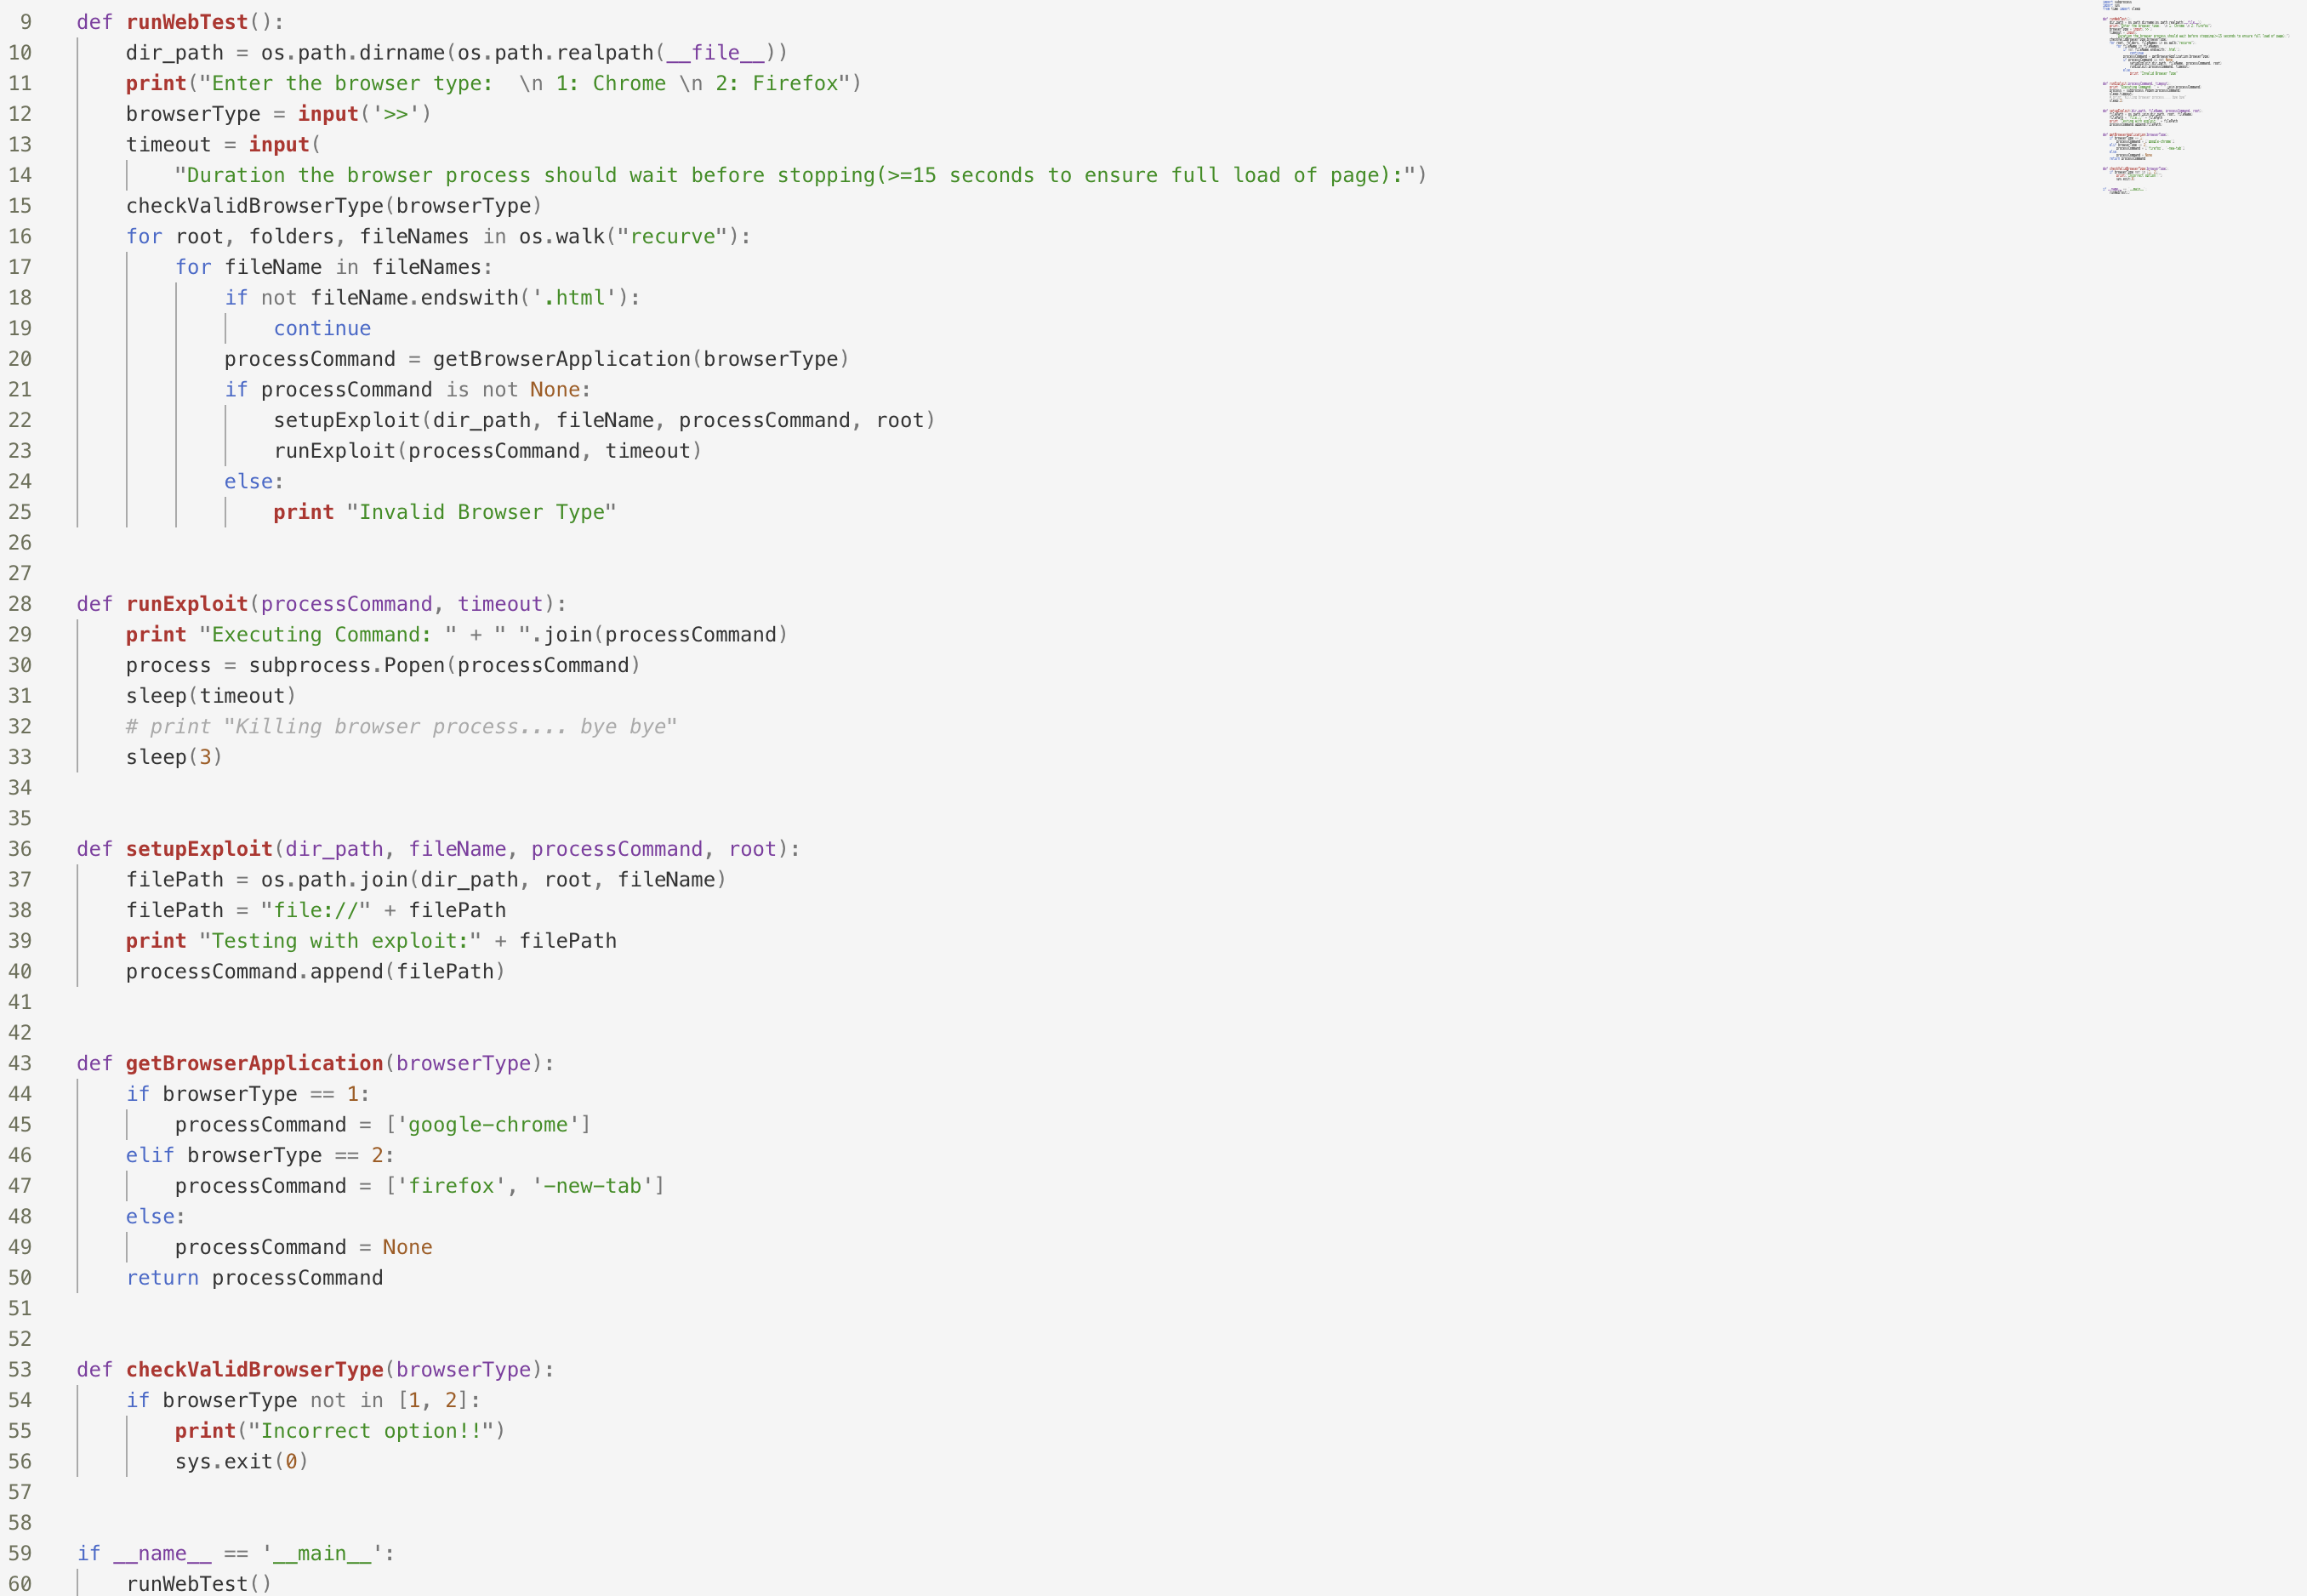 9 def runWebTest():
10 dir_path = os.path.dirname(os.path.realpath(__file__))
11 print("Enter the browser type:  \n 1: Chrome \n 2: Firefox")
12 browserType = input('>>')
13 timeout = input(
14 "Duration the browser process should wait before stopping(>=15 seconds to ensure full load of page):")
15 checkValidBrowserType(browserType)
16 for root, folders, fileNames in os.walk("recurve"):
17 for fileName in fileNames:
18 if not fileName.endswith('.html'):
19 continue
20 processCommand = getBrowserApplication(browserType)
21 if processCommand is not None:
22 setupExploit(dir_path, fileName, processCommand, root)
23 runExploit(processCommand, timeout)
24 else:
25 print "Invalid Browser Type"
26
27
28 def runExploit(processCommand, timeout):
29 print "Executing Command: " + " ".join(processCommand)
30 process = subprocess.Popen(processCommand)
31 sleep(timeout)
32 # print "Killing browser process.... bye bye"
33 sleep(3)
34
35
36 def setupExploit(dir_path, fileName, processCommand, root):
37 filePath = os.path.join(dir_path, root, fileName)
38 filePath = "file://" + filePath
39 print "Testing with exploit:" + filePath
40 processCommand.append(filePath)
41
42
43 def getBrowserApplication(browserType):
44 if browserType == 1:
45 processCommand = ['google-chrome']
46 elif browserType == 2:
47 processCommand = ['firefox', '-new-tab']
48 else:
49 processCommand = None
50 return processCommand
51
52
53 def checkValidBrowserType(browserType):
54 if browserType not in [1, 2]:
55 print("Incorrect option!!")
56 sys.exit(0)
57
58
59 if __name__ == '__main__':
60 runWebTest()